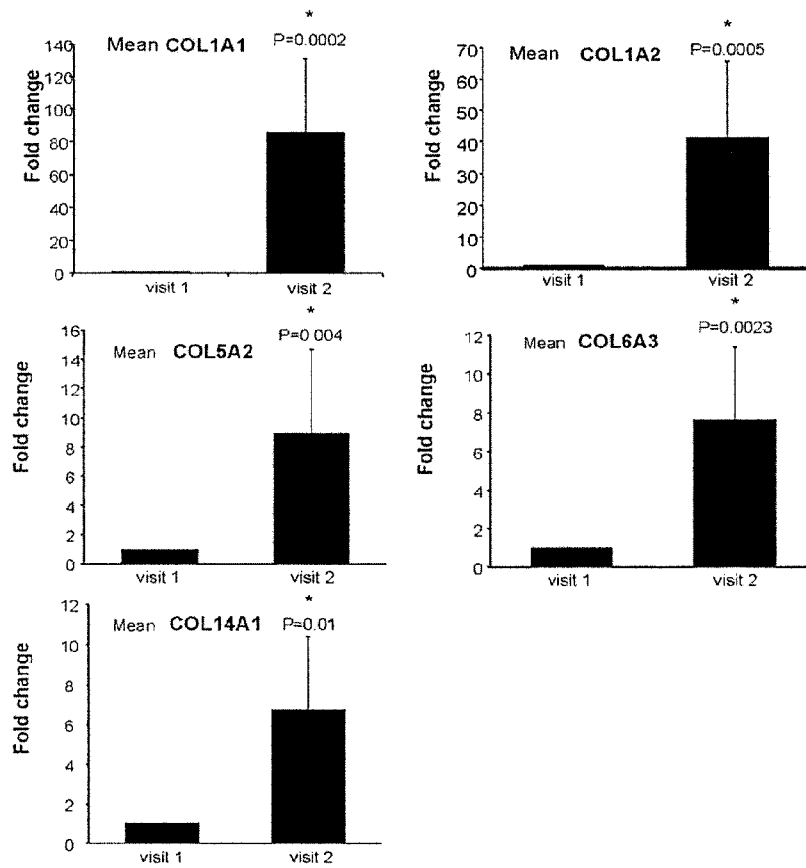 *
Mean COL1A1
P=0.0002
Fold change
140
120
100
80
60
40
20
0
visit 1
visit 2
*
Mean COL1A2
P=0.0005
Fold change
70
60
50
40
30
20
10
0
visit 1
visit 2
*
Mean COL5A2
P=0 004
Fold change
16
14
12
10
8
6
4
2
0
visit 1
visit 2
*
Mean COL6A3
P=0.0023
Fold change
12
10
8
6
4
2
0
visit 1
visit 2
*
Mean COL14A1
P=0.01
Fold change
12
10
8
6
4
2
0
visit 1
visit 2